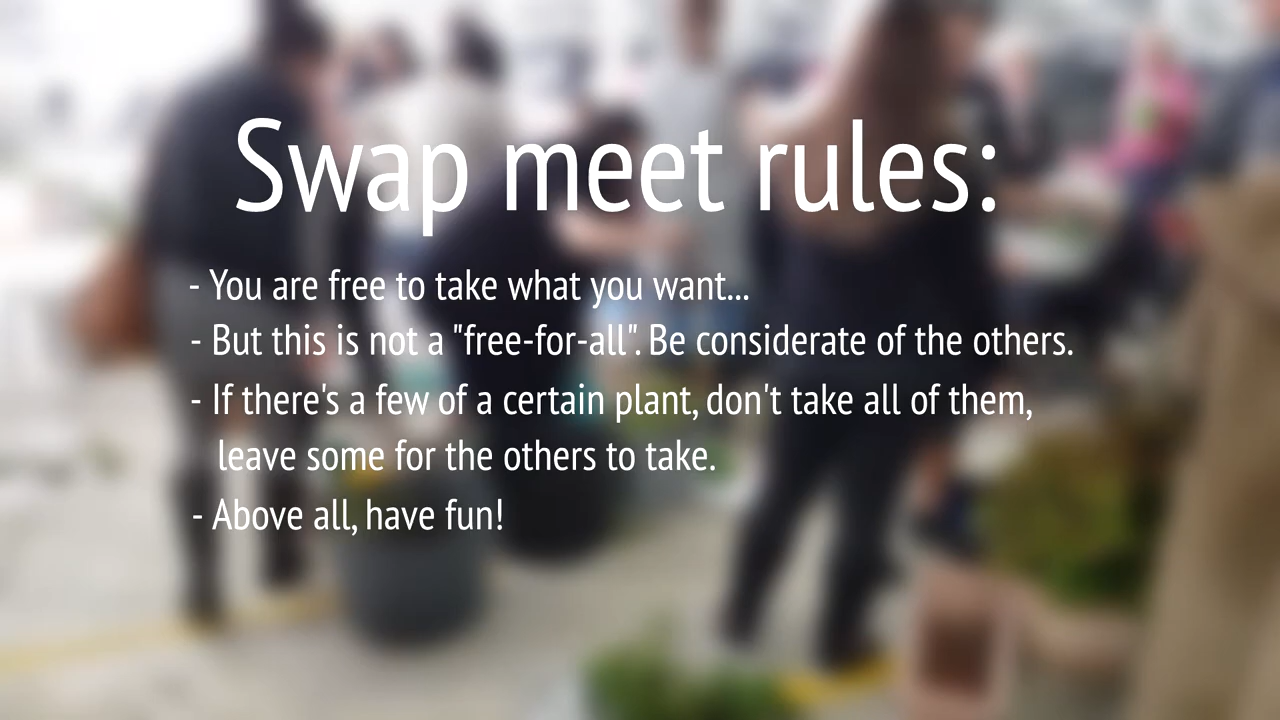 Swap meet rules:
- You are free to take what you want...
- But this is not a "free-for-all". Be considerate of the others.
- If there's a few of a certain plant, don't take all of them,
leave some for the others to take.
- Above all, have fun!